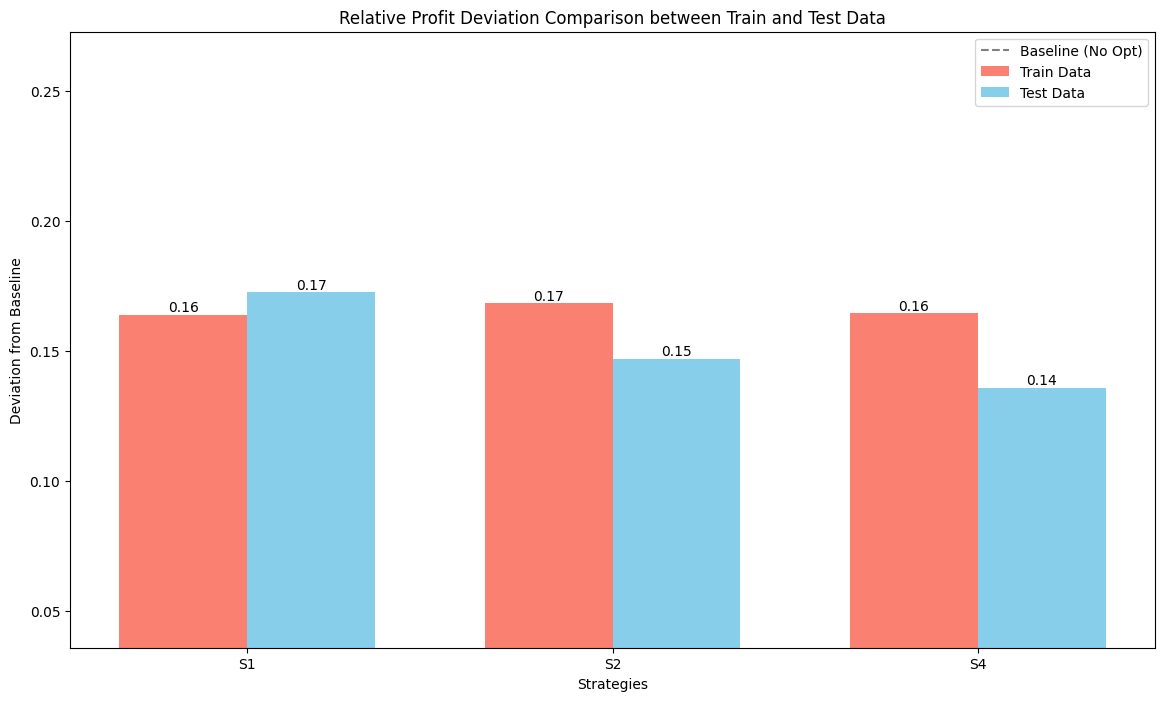 Relative Profit Deviation Comparison between Train and Test Data
Baseline (No Opt)
Train Data
Test Data
Deviation from Baseline
0.25
0.20
0.15
0.10
0.05
0.16
0.17
0.17
0.15
0.16
0.14
S1
S2
S4
Strategies